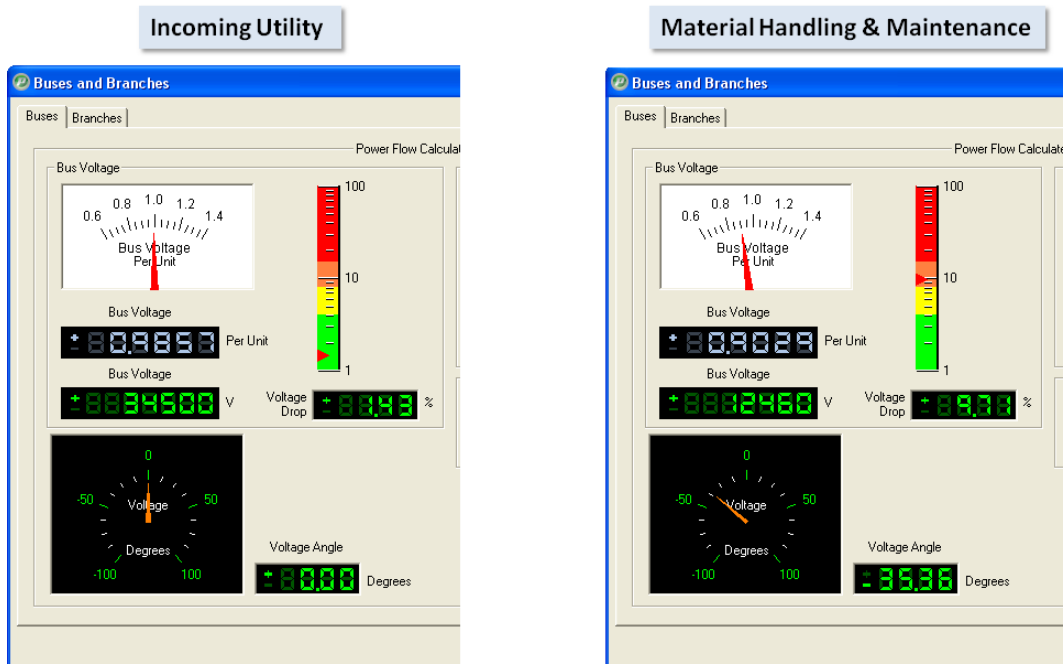 Incoming Utility
Buses and Branches
Buses Branches
Power Flow Calcula
Bus Voltage
0.6 0.8 1.0 1.2 1.4
Bus Voltage
Per Unit
100
10
1
Bus Voltage
+ 0.9857 Per Unit
Bus Voltage
+ 34500 V
Voltage
Drop
+ 1.43 %
0
-50 Voltage 50
Degrees
-100 100
Voltage Angle
+ 0.00 Degrees
Material Handling & Maintenance
Buses and Branches
Buses Branches
Power Flow Calculate
Bus Voltage
0.6 0.8 1.0 1.2 1.4
Bus Voltage
Per Unit
100
10
1
Bus Voltage
+ 0.9029 Per Unit
Bus Voltage
+ 12460 V
Voltage
Drop
+ 9.71 %
0
-50 Voltage 50
Degrees
-100 100
Voltage Angle
- 35.36 Degrees